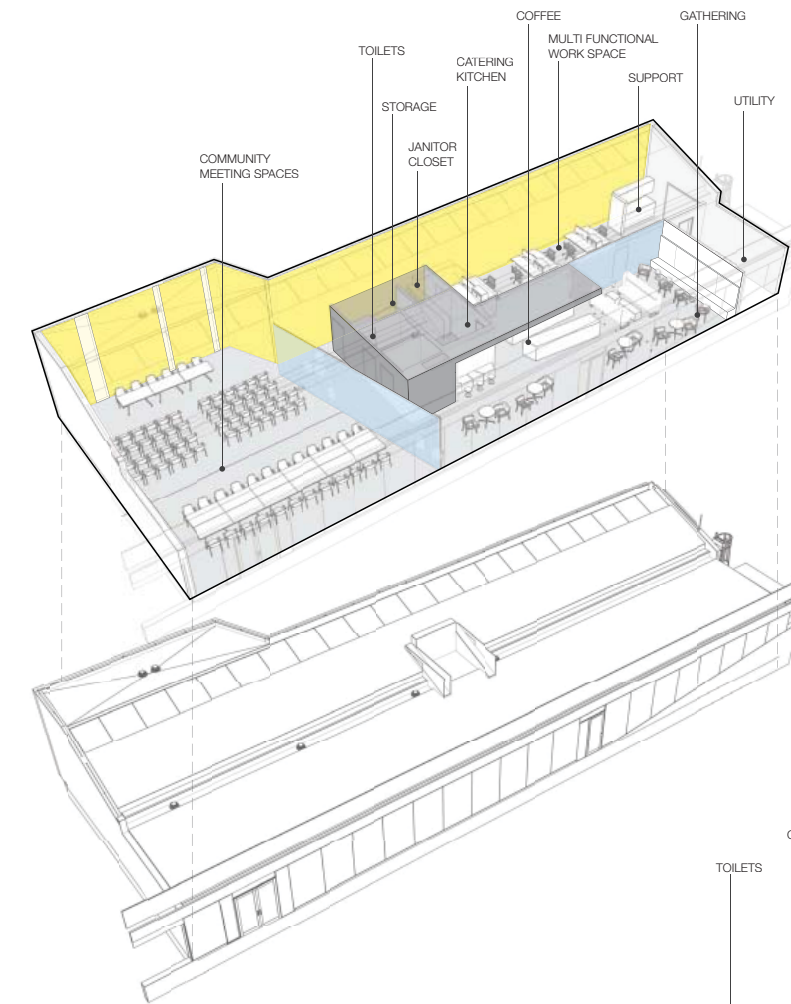 COFFEE
GATHERING
MULTI FUNCTIONAL
WORK SPACE
TOILETS
CATERING
KITCHEN
SUPPORT
STORAGE
UTILITY
JANITOR
CLOSET
COMMUNITY
MEETING SPACES
TOILETS